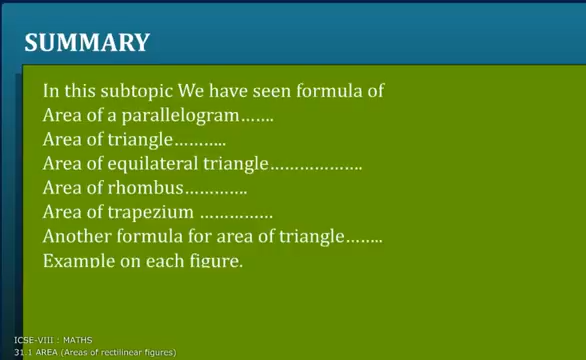 SUMMARY
In this subtopic We have seen formula of
Area of a parallelogram…….
Area of triangle………..
Area of equilateral triangle……………….
Area of rhombus………….
Area of trapezium ……………
Another formula for area of triangle……..
Example on each figure.
ICSE-VIII : MATHS
31.1 AREA (Areas of rectilinear figures)